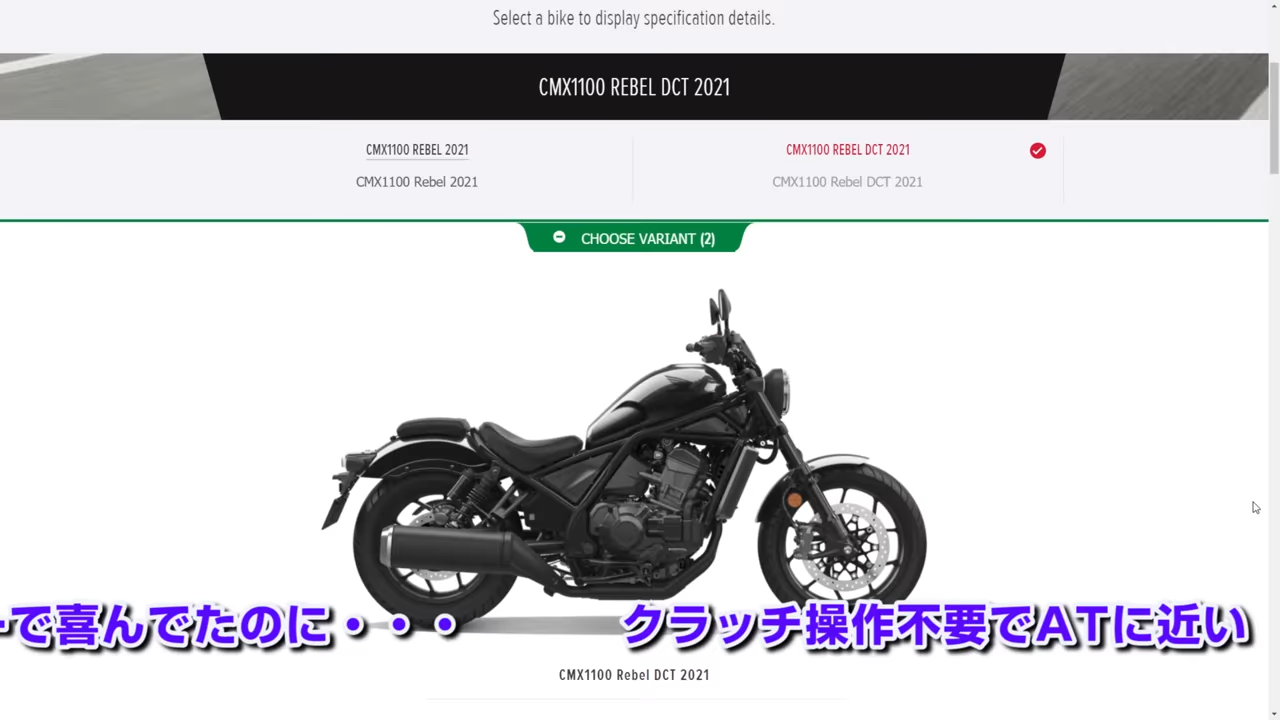 Select a bike to display specification details.
CMX1100 REBEL DCT 2021
CMX1100 REBEL 2021
CMX1100 Rebel 2021
CMX1100 REBEL DCT 2021
CMX1100 Rebel DCT 2021
CHOOSE VARIANT (2)
ーで喜んでたのに・・・ クラッチ操作不要でATに近い
CMX1100 Rebel DCT 2021